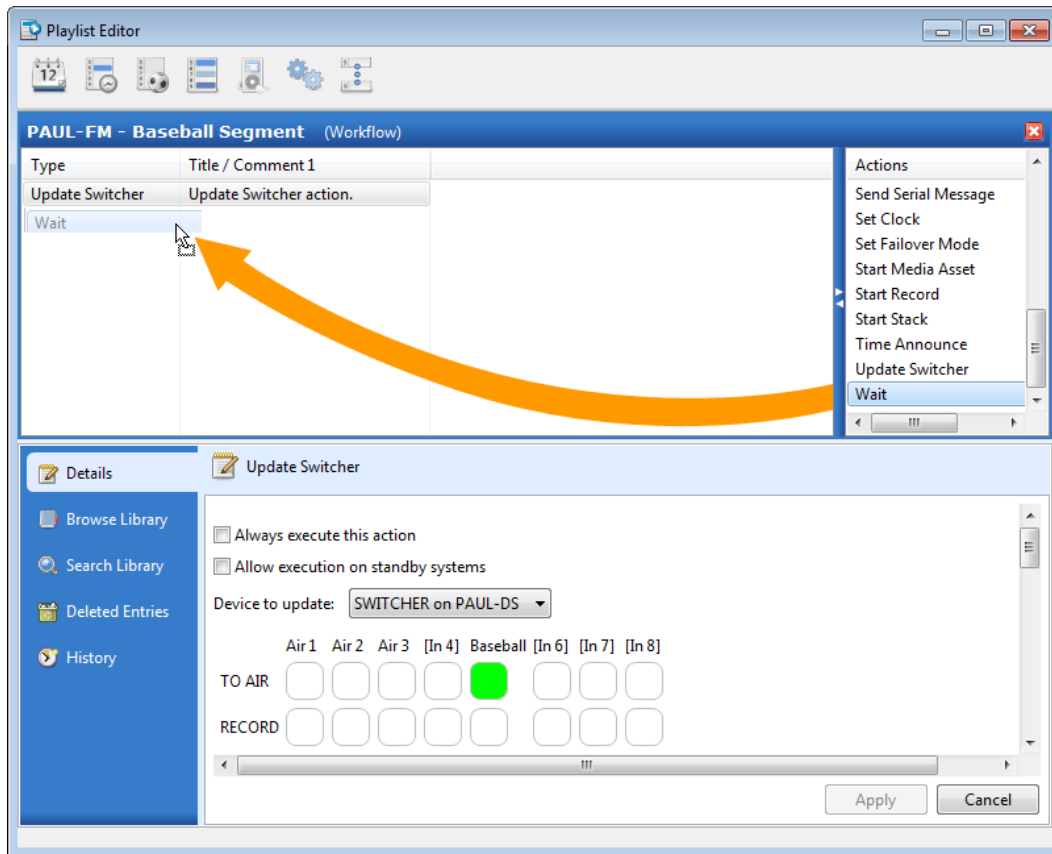 Playlist Editor
12
PAUL-FM - Baseball Segment (Workflow)
Type Title / Comment 1
Update Switcher Update Switcher action.
Wait
Actions
Send Serial Message
Set Clock
Set Failover Mode
Start Media Asset
Start Record
Start Stack
Time Announce
Update Switcher
Wait
Details
Browse Library
Search Library
Deleted Entries
History
Update Switcher
Always execute this action
Allow execution on standby systems
Device to update: SWITCHER on PAUL-DS
Air 1 Air 2 Air 3 [In 4] Baseball [In 6] [In 7] [In 8]
TO AIR
RECORD
Apply Cancel